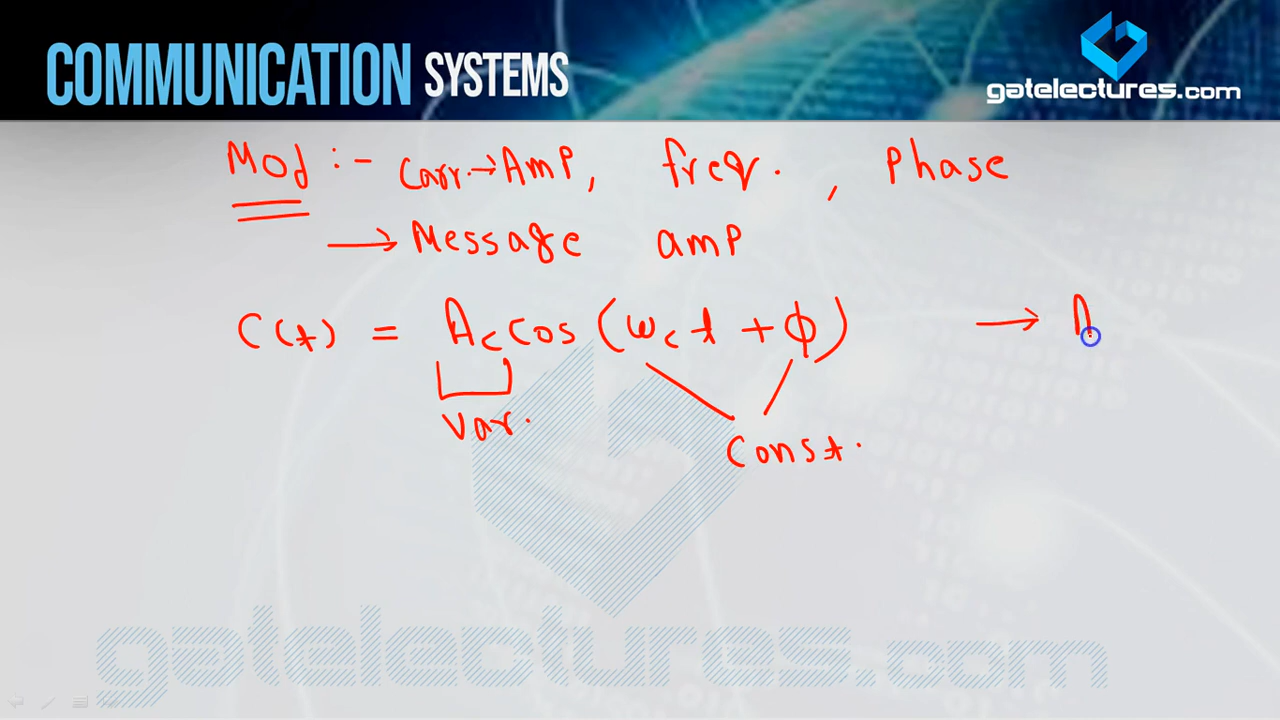 COMMUNICATION SYSTEMS
gatelectures.com
Mod :- Carr.→Amp, freq. , Phase
→ Message amp
C(t) = Ac cos (ωc t + ϕ) → A
Var.
Const.
gatelectures.com